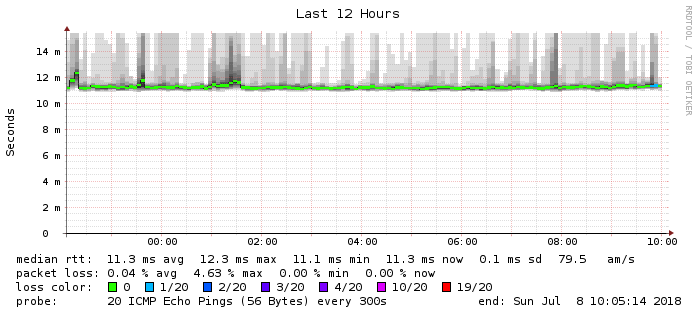 Last 12 Hours
RRDTOOL / TOBI OETIKER
Seconds
14 m
12 m
10 m
8 m
6 m
4 m
2 m
0
00:00 02:00 04:00 06:00 08:00 10:00
median rtt: 11.3 ms avg 12.3 ms max 11.1 ms min 11.3 ms now 0.1 ms sd 79.5 am/s
packet loss: 0.04 % avg 4.63 % max 0.00 % min 0.00 % now
loss color: 0 1/20 2/20 3/20 4/20 10/20 19/20
probe: 20 ICMP Echo Pings (56 Bytes) every 300s end: Sun Jul 8 10:05:14 2018